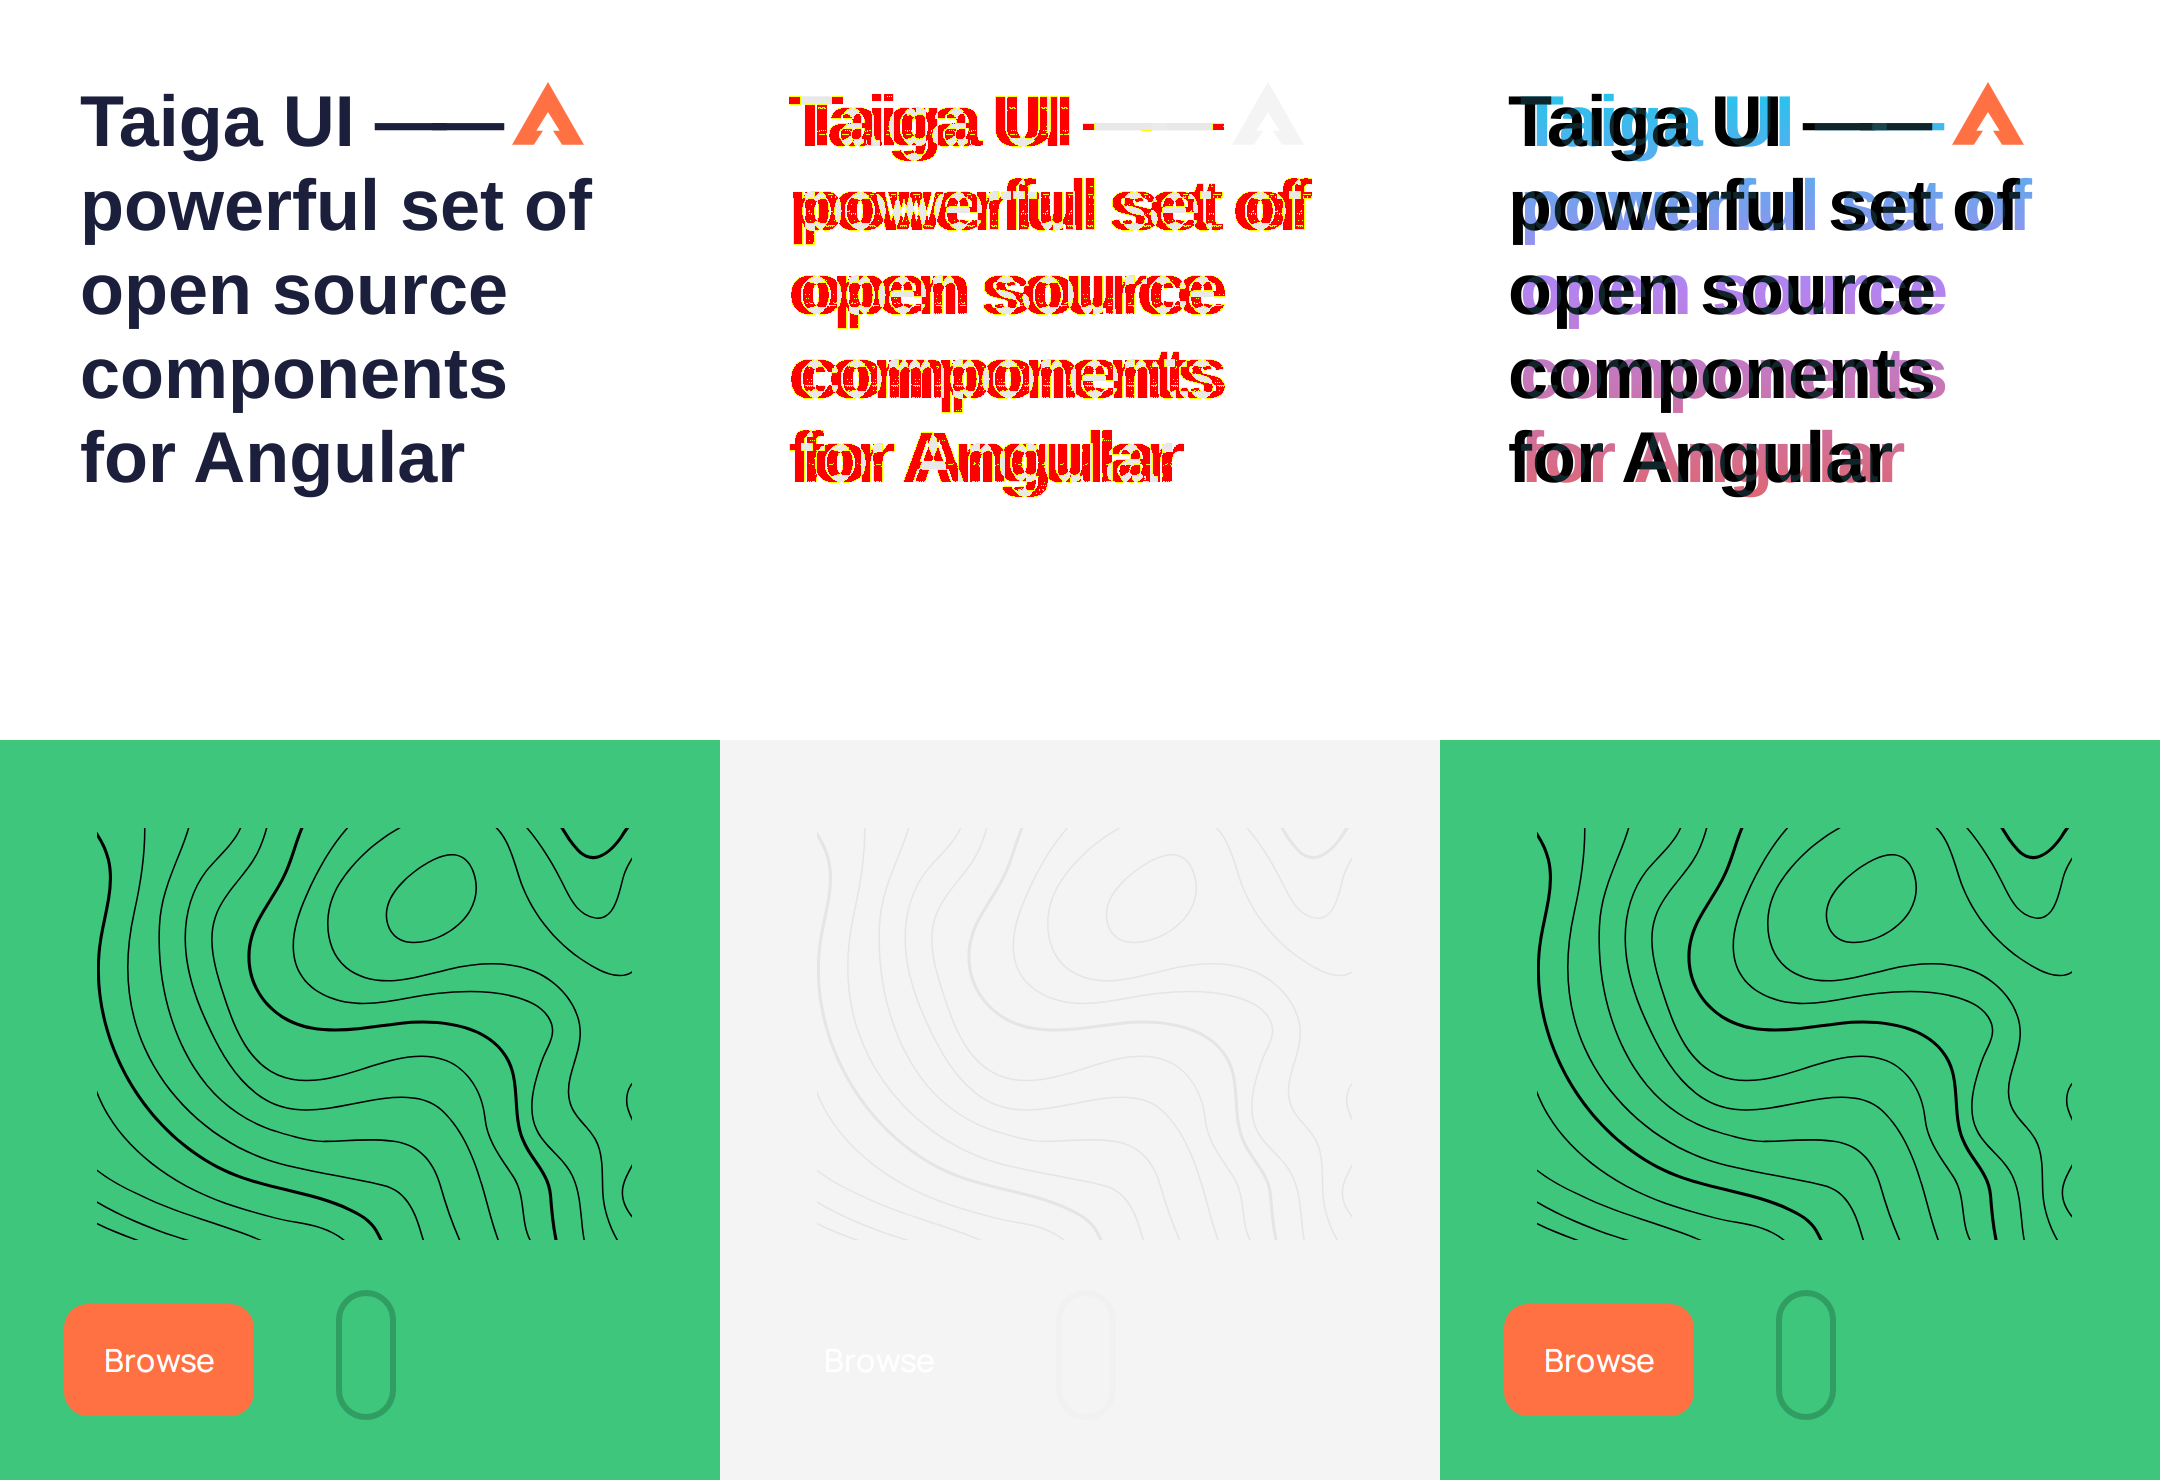 Taiga UI ——
powerful set of
open source
components
for Angular
Browse
Taiga UI ——
powerful set of
open source
components
for Angular
Browse
Taiga UI ——
powerful set of
open source
components
for Angular
Browse